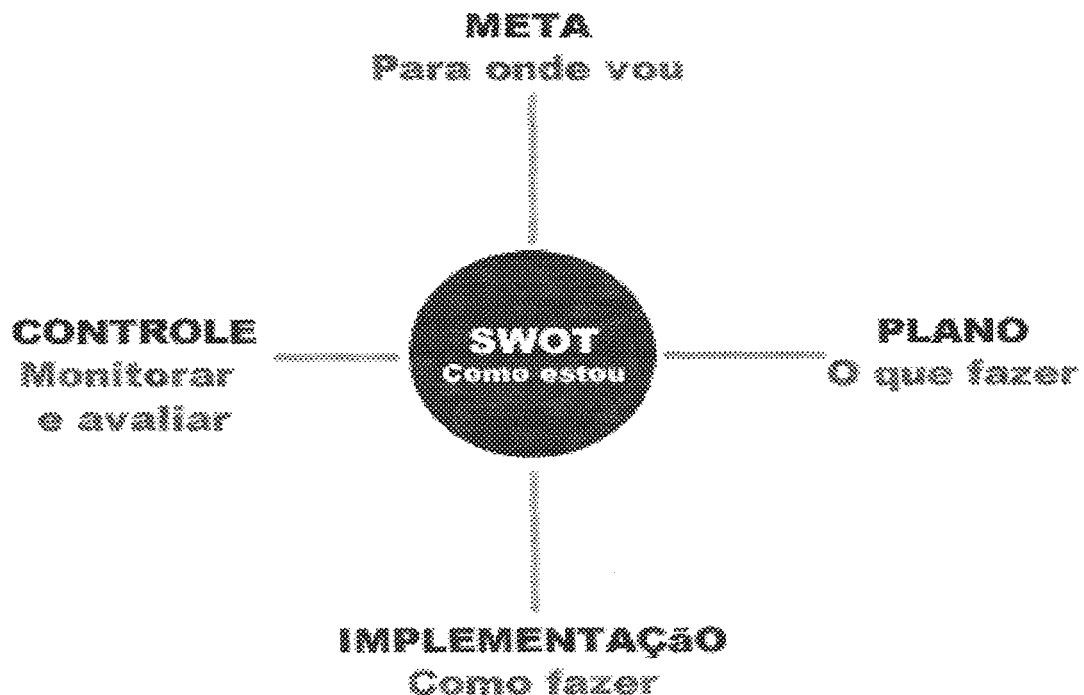 META
Para onde vou
CONTROLE
Monitorar
e avaliar
SWOT
Como estou
PLANO
O que fazer
IMPLEMENTAÇãO
Como fazer